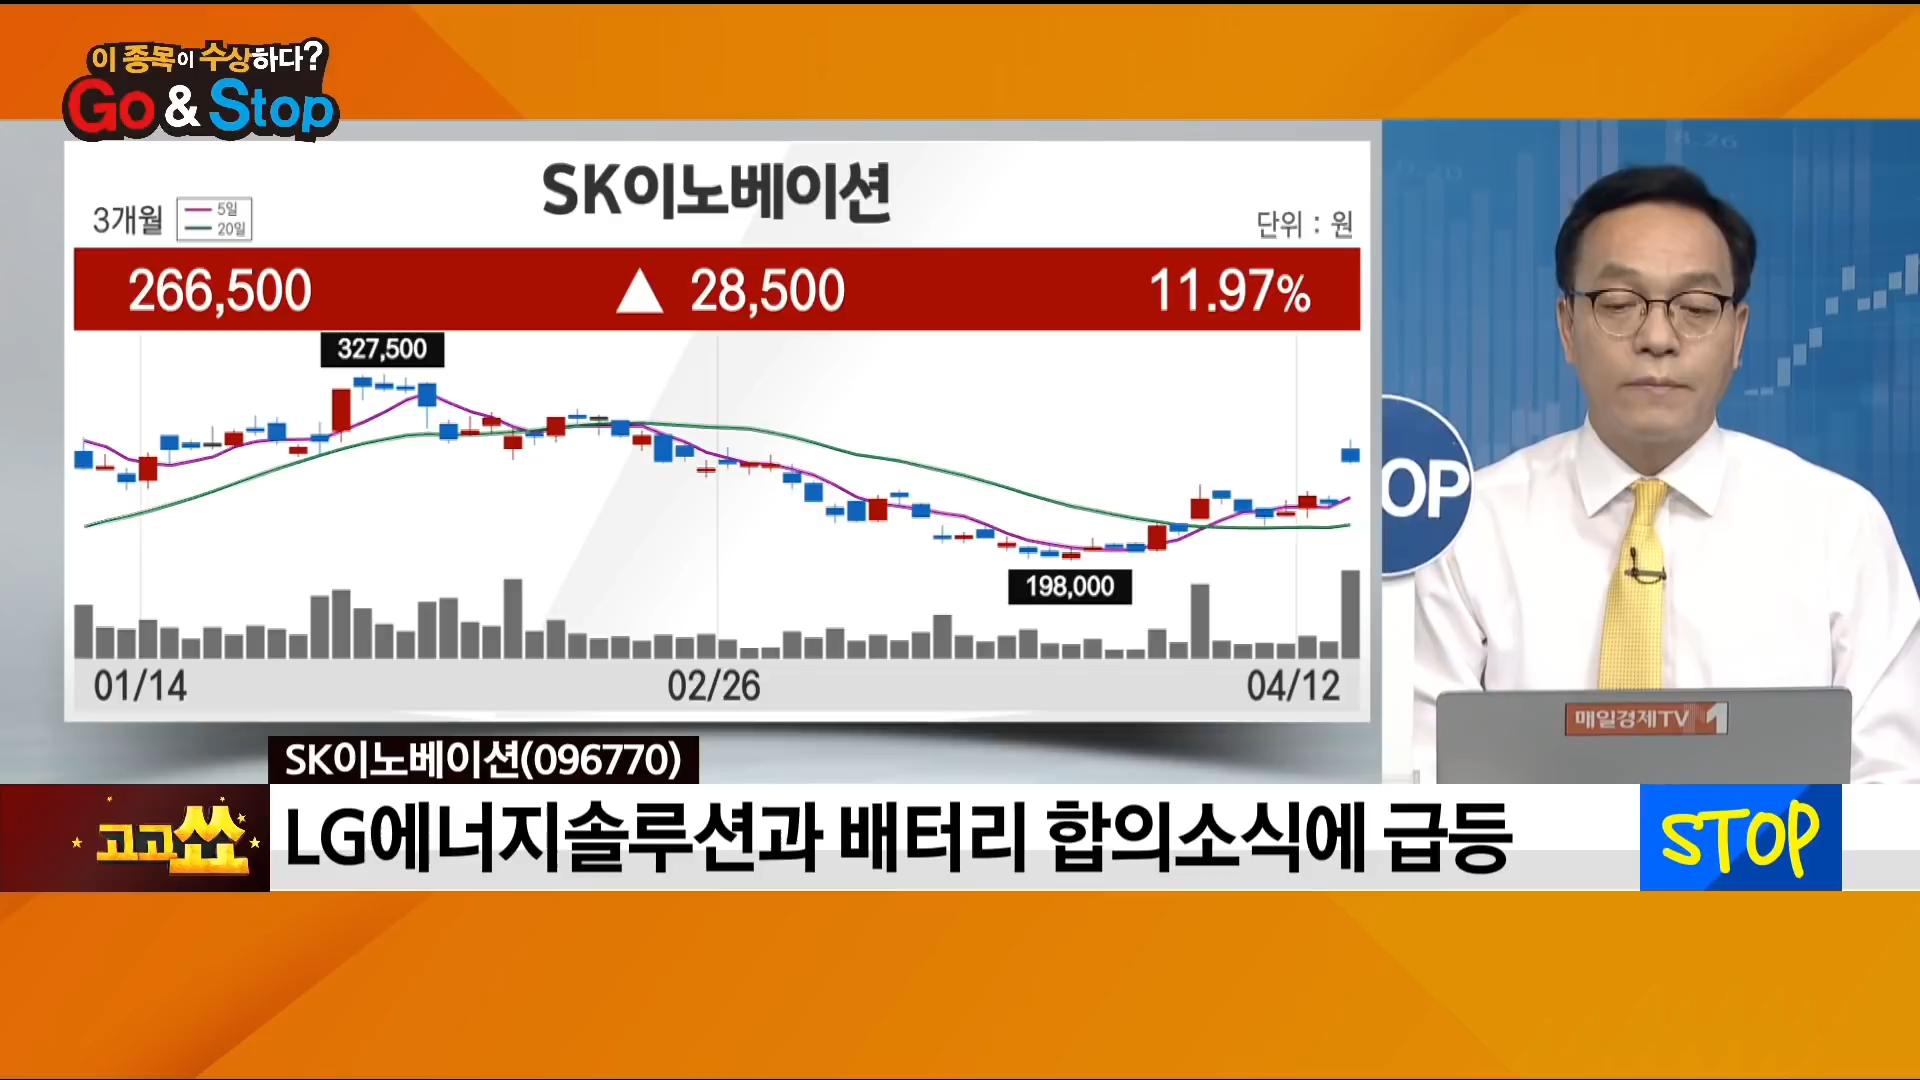 이 종목이 수상하다?
Go & Stop
SK이노베이션
3개월
5일
20일
단위 : 원
266,500 ▲ 28,500 11.97%
327,500
198,000
01/14 02/26 04/12
8.26
OP
매일경제TV 1
SK이노베이션(096770)
고고쑈
LG에너지솔루션과 배터리 합의소식에 급등
STOP